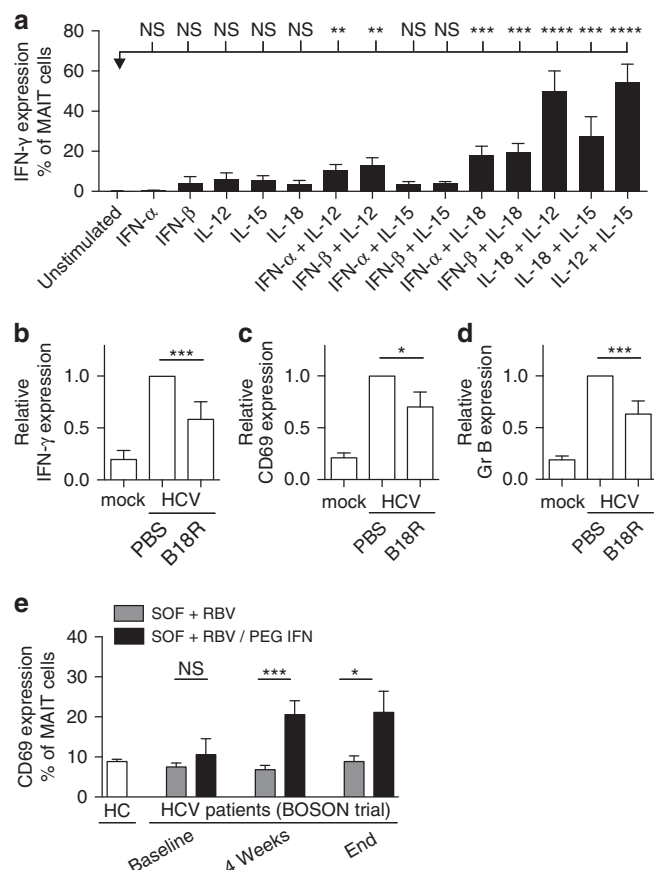 a
NS NS NS NS NS ** ** NS NS *** *** **** *** ****
IFN-γ expression
% of MAIT cells
80
60
40
20
0
Unstimulated
IFN-α
IFN-β
IL-12
IL-15
IL-18
IFN-α + IL-12
IFN-β + IL-12
IFN-α + IL-15
IFN-β + IL-15
IFN-α + IL-18
IFN-β + IL-18
IL-18 + IL-12
IL-18 + IL-15
IL-12 + IL-15
b
Relative
IFN-γ expression
1.0
0.5
0.0
***
mock HCV
PBS
B18R
c
Relative
CD69 expression
1.0
0.5
0.0
*
mock HCV
PBS
B18R
d
Relative
Gr B expression
1.0
0.5
0.0
***
mock HCV
PBS
B18R
e
SOF + RBV
SOF + RBV / PEG IFN
CD69 expression
% of MAIT cells
40
30
20
10
0
NS *** *
HC HCV patients (BOSON trial)
Baseline
4 Weeks
End